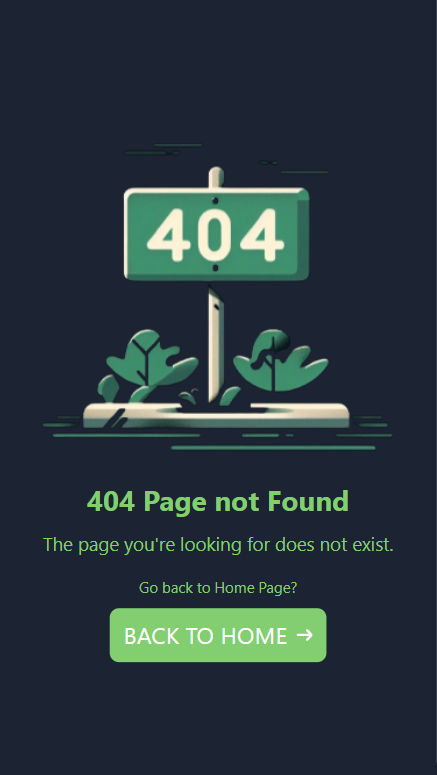 404
404 Page not Found
The page you're looking for does not exist.
Go back to Home Page?
BACK TO HOME →